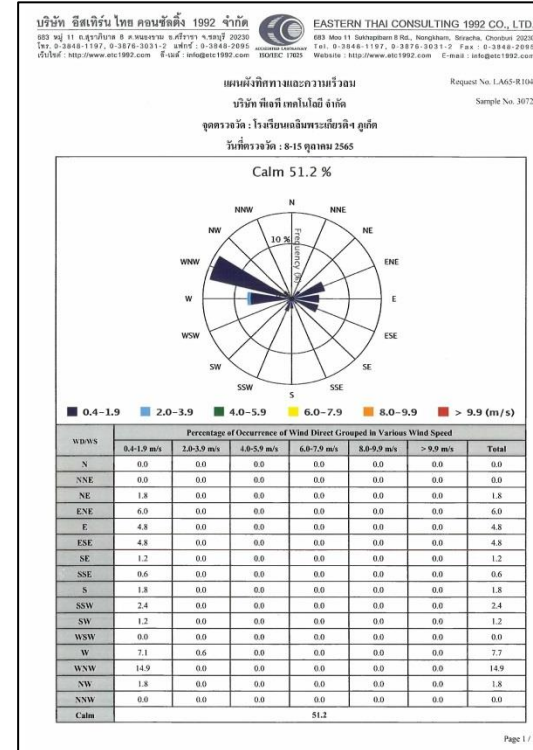 บริษัท อีสเทิร์น ไทย คอนซัลติ้ง 1992 จำกัด
683 หมู่ 11 ถ.สุขาภิบาล 8 ต.หนองขาม อ.ศรีราชา จ.ชลบุรี 20230
โทร. 0-3848-1197, 0-3876-3031-2 แฟกซ์ : 0-3848-2095
เว็บไซต์ : http://www.etc1992.com อี-เมล์ : info@etc1992.com
ISO/IEC 17025
EASTERN THAI CONSULTING 1992 CO., LTD.
683 Moo 11 Sukhapibarn 8 Rd., Nongkham, Sriracha, Chonburi 20230
Tel. 0-3848-1197, 0-3876-3031-2 Fax : 0-3848-2095
Website : http://www.etc1992.com E-mail : info@etc1992.com
แผนผังทิศทางและความเร็วลม
Request No. LA65-R104
บริษัท พีเอที เทคโนโลยี จำกัด
Sample No. 3072
จุดตรวจวัด : โรงเรียนเฉลิมพระเกียรติฯ ภูเก็ต
วันที่ตรวจวัด : 8-15 ตุลาคม 2565
Calm 51.2 %
N
NNW NNE
NW NE
10 %
Frequency (%)
WNW ENE
W E
WSW ESE
SW SE
SSW SSE
S
0.4-1.9 2.0-3.9 4.0-5.9 6.0-7.9 8.0-9.9 > 9.9 (m/s)
WD/WS Percentage of Occurrence of Wind Direct Grouped in Various Wind Speed
0.4-1.9 m/s 2.0-3.9 m/s 4.0-5.9 m/s 6.0-7.9 m/s 8.0-9.9 m/s > 9.9 m/s Total
N 0.0 0.0 0.0 0.0 0.0 0.0 0.0
NNE 0.0 0.0 0.0 0.0 0.0 0.0 0.0
NE 1.8 0.0 0.0 0.0 0.0 0.0 1.8
ENE 6.0 0.0 0.0 0.0 0.0 0.0 6.0
E 4.8 0.0 0.0 0.0 0.0 0.0 4.8
ESE 4.8 0.0 0.0 0.0 0.0 0.0 4.8
SE 1.2 0.0 0.0 0.0 0.0 0.0 1.2
SSE 0.6 0.0 0.0 0.0 0.0 0.0 0.6
S 1.8 0.0 0.0 0.0 0.0 0.0 1.8
SSW 2.4 0.0 0.0 0.0 0.0 0.0 2.4
SW 1.2 0.0 0.0 0.0 0.0 0.0 1.2
WSW 0.0 0.0 0.0 0.0 0.0 0.0 0.0
W 7.1 0.6 0.0 0.0 0.0 0.0 7.7
WNW 14.9 0.0 0.0 0.0 0.0 0.0 14.9
NW 1.8 0.0 0.0 0.0 0.0 0.0 1.8
NNW 0.0 0.0 0.0 0.0 0.0 0.0 0.0
Calm 51.2
Page 1 /